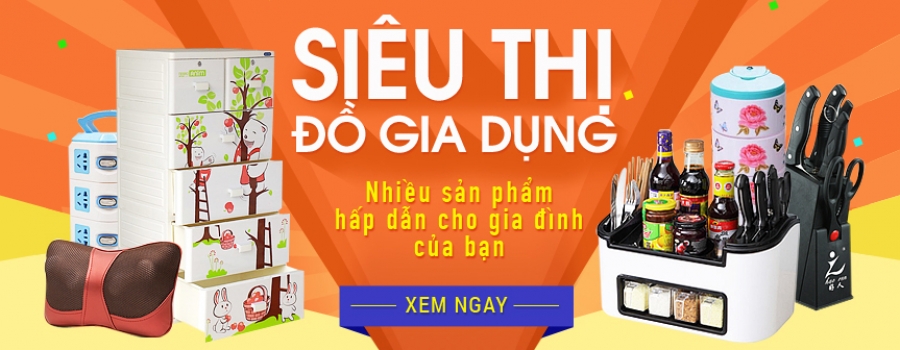 SIÊU THỊ
ĐỒ GIA DỤNG
Nhiều sản phẩm
hấp dẫn cho gia đình
của bạn
XEM NGAY